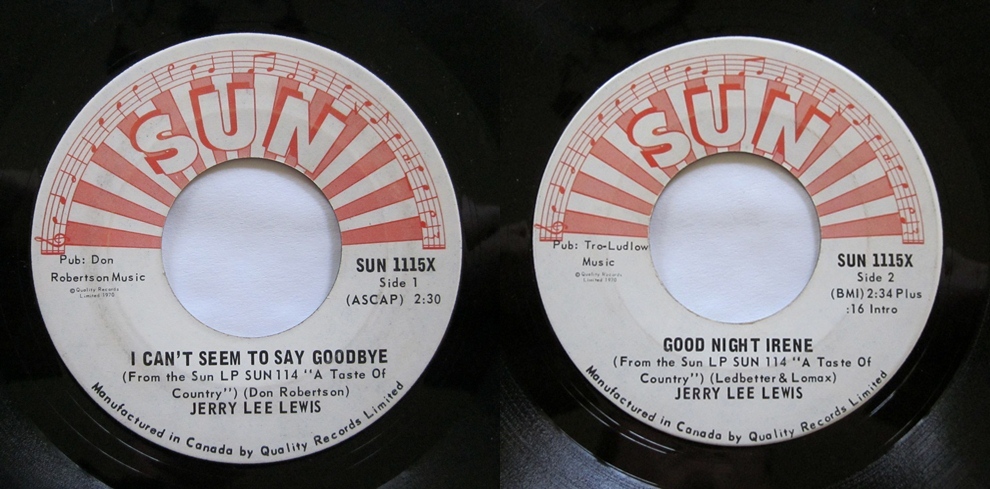 SUN
Pub: Don
Robertson Music
©Quality Records
Limited 1970
SUN 1115X
Side 1
(ASCAP) 2:30
I CAN'T SEEM TO SAY GOODBYE
(From the Sun LP SUN 114 "A Taste Of
Country") (Don Robertson)
JERRY LEE LEWIS
Manufactured in Canada by Quality Records Limited
SUN
Pub: Tro-Ludlow
Music
©Quality Records
Limited 1970
SUN 1115X
Side 2
(BMI) 2:34 Plus
:16 Intro
GOOD NIGHT IRENE
(From the Sun LP SUN 114 "A Taste Of
Country") (Ledbetter & Lomax)
JERRY LEE LEWIS
Manufactured in Canada by Quality Records Limited